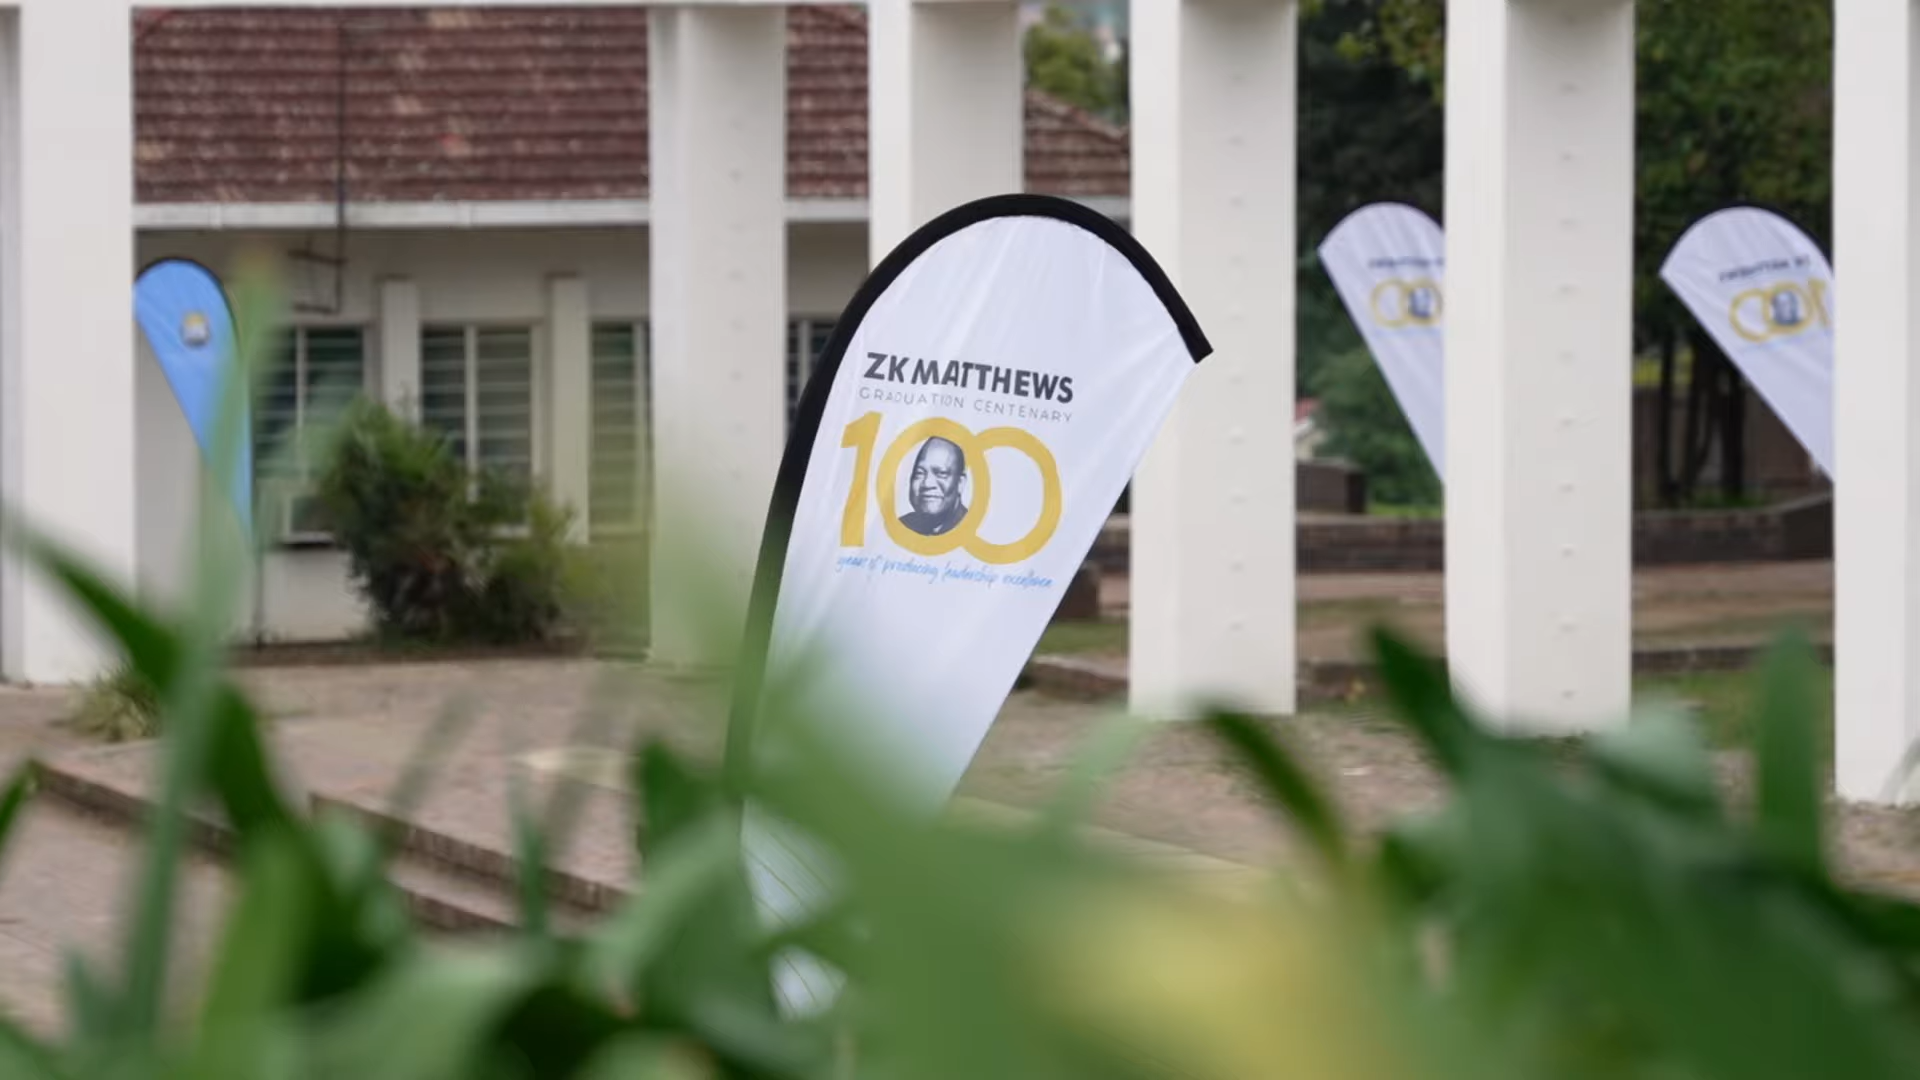 ZK MATTHEWS
GRADUATION CENTENARY
100
years of producing leadership excellence